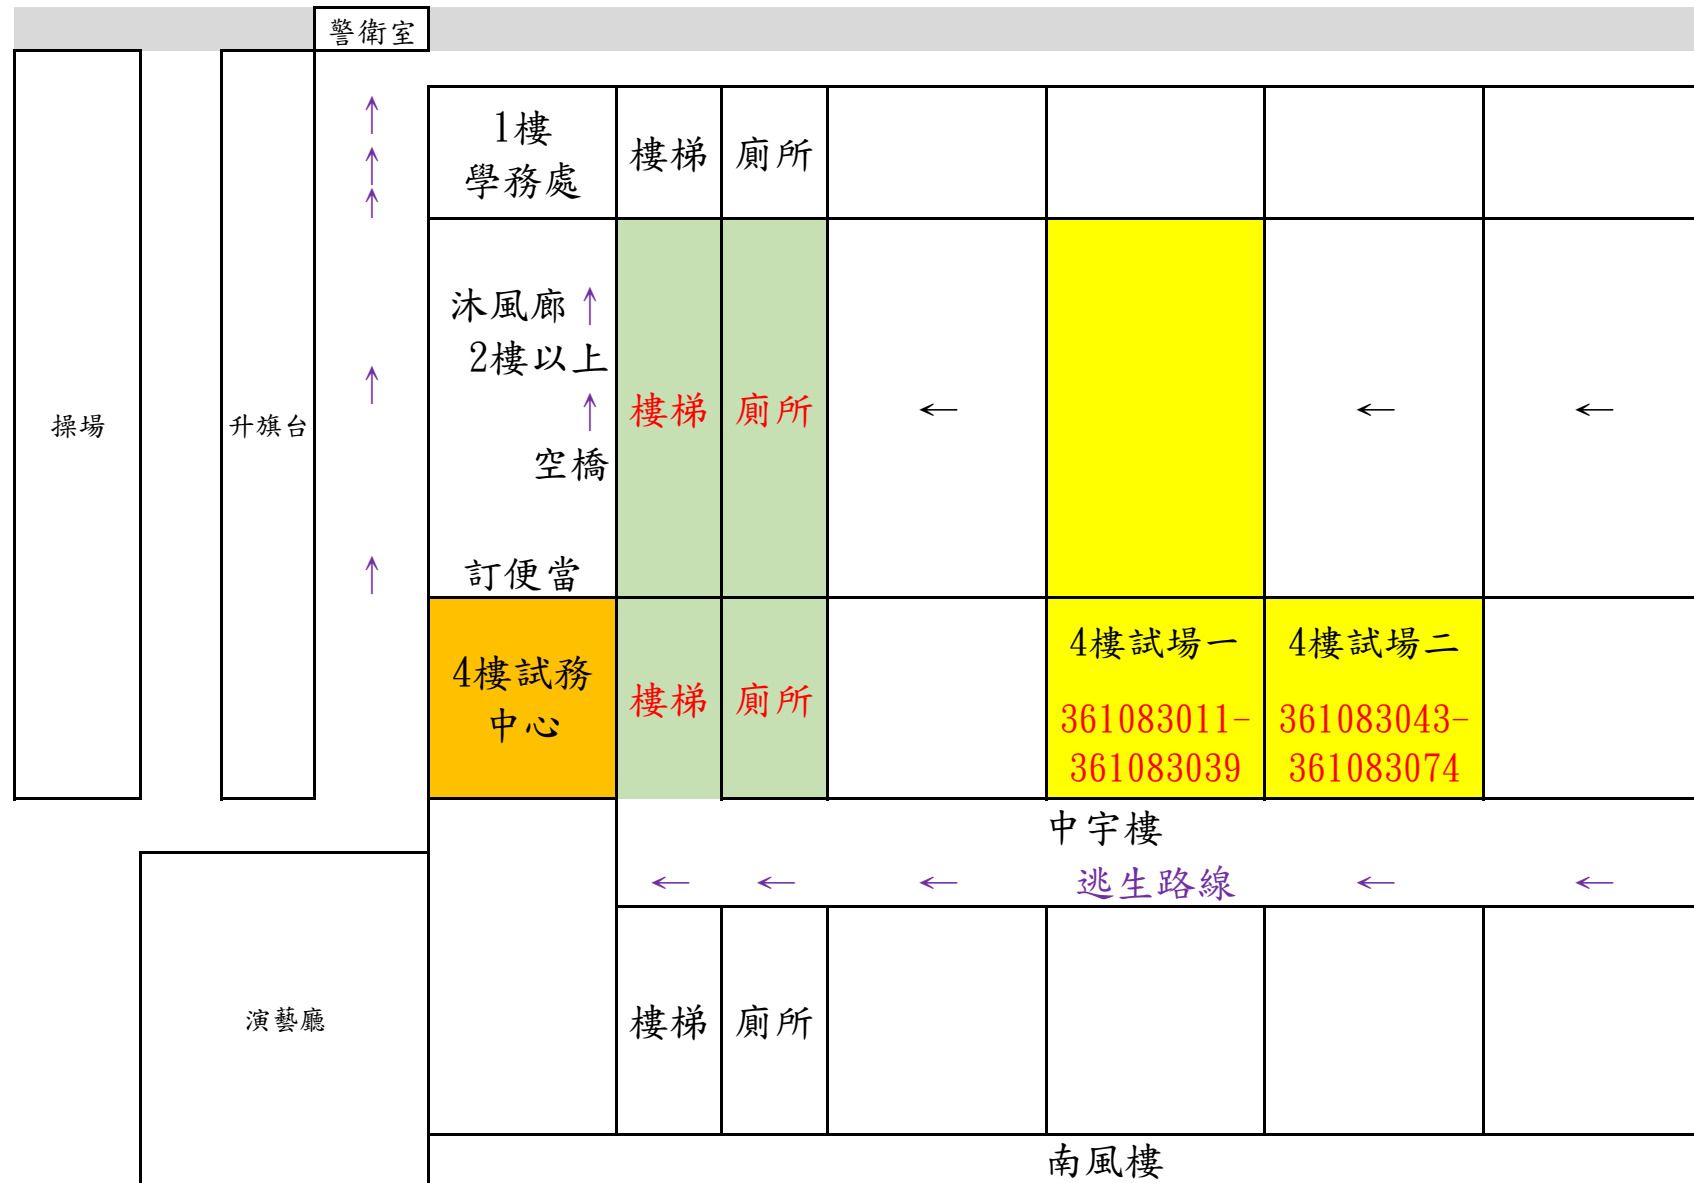 警衛室
1樓
學務處
樓梯
廁所
沐風廊↑
2樓以上
↑
空橋
訂便當
樓梯
廁所
←
←
←
操場
升旗台
↑
↑
↑
↑
↑
4樓試務
中心
樓梯
廁所
4樓試場一
361083011-
361083039
4樓試場二
361083043-
361083074
中宇樓
← ← ← 逃生路線 ← ←
演藝廳
樓梯
廁所
南風樓